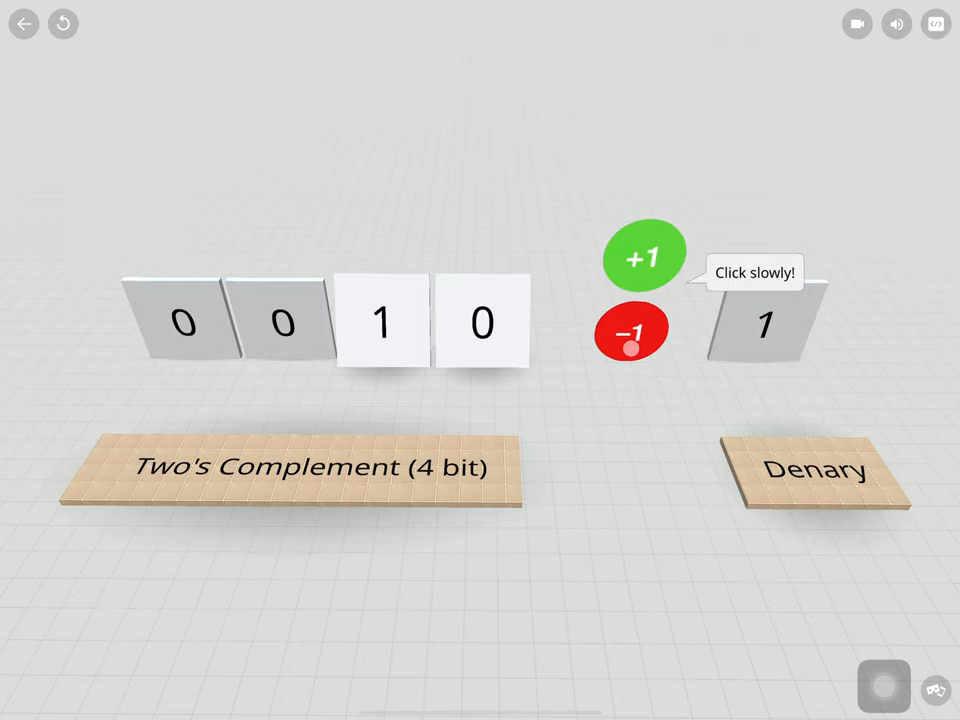 +1
Click slowly!
0 0 1 0
−1
1
Two's Complement (4 bit)
Denary